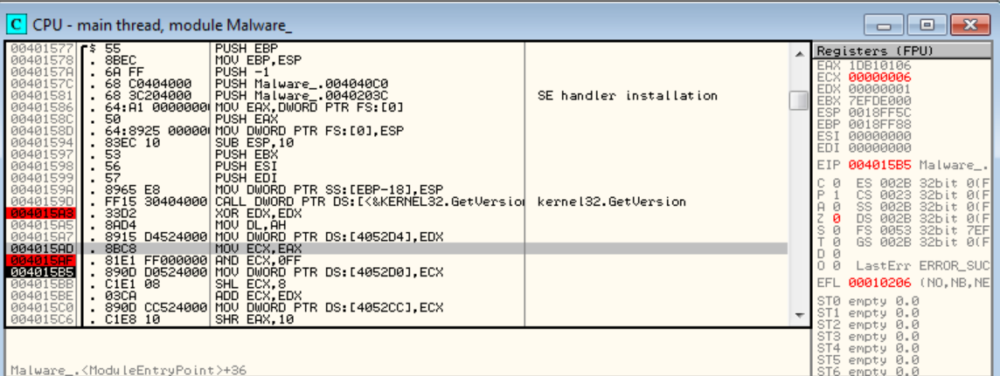 C CPU - main thread, module Malware_
00401577 $ 55 PUSH EBP
00401578 . 8BEC MOV EBP,ESP
0040157A . 6A FF PUSH -1
0040157C . 68 C0404000 PUSH Malware_.004040C0
00401581 . 68 3C204000 PUSH Malware_.0040203C SE handler installation
00401586 . 64:A1 00000000 MOV EAX,DWORD PTR FS:[0]
0040158C . 50 PUSH EAX
0040158D . 64:8925 00000 MOV DWORD PTR FS:[0],ESP
00401594 . 83EC 10 SUB ESP,10
00401597 . 53 PUSH EBX
00401598 . 56 PUSH ESI
00401599 . 57 PUSH EDI
0040159A . 8965 E8 MOV DWORD PTR SS:[EBP-18],ESP
0040159D . FF15 30404000 CALL DWORD PTR DS:[<&KERNEL32.GetVersio kernel32.GetVersion
004015A3 . 33D2 XOR EDX,EDX
004015A5 . 8AD4 MOV DL,AH
004015A7 . 8915 D4524000 MOV DWORD PTR DS:[4052D4],EDX
004015AD . 8BC8 MOV ECX,EAX
004015AF . 81E1 FF000000 AND ECX,0FF
004015B5 . 890D D0524000 MOV DWORD PTR DS:[4052D0],ECX
004015BB . C1E1 08 SHL ECX,8
004015BE . 03CA ADD ECX,EDX
004015C0 . 890D CC524000 MOV DWORD PTR DS:[4052CC],ECX
004015C6 . C1E8 10 SHR EAX,10
Malware_.<ModuleEntryPoint>+36
Registers (FPU)
EAX 1DB10106
ECX 00000006
EDX 00000001
EBX 7EFDE000
ESP 0018FF5C
EBP 0018FF88
ESI 00000000
EDI 00000000
EIP 004015B5 Malware_.
C 0 ES 002B 32bit 0(F
P 1 CS 0023 32bit 0(F
A 0 SS 002B 32bit 0(F
Z 0 DS 002B 32bit 0(F
S 0 FS 0053 32bit 7EF
T 0 GS 002B 32bit 0(F
D 0
O 0 LastErr ERROR_SUC
EFL 00010206 (NO,NB,NE
ST0 empty 0.0
ST1 empty 0.0
ST2 empty 0.0
ST3 empty 0.0
ST4 empty 0.0
ST5 empty 0.0
ST6 empty 0.0